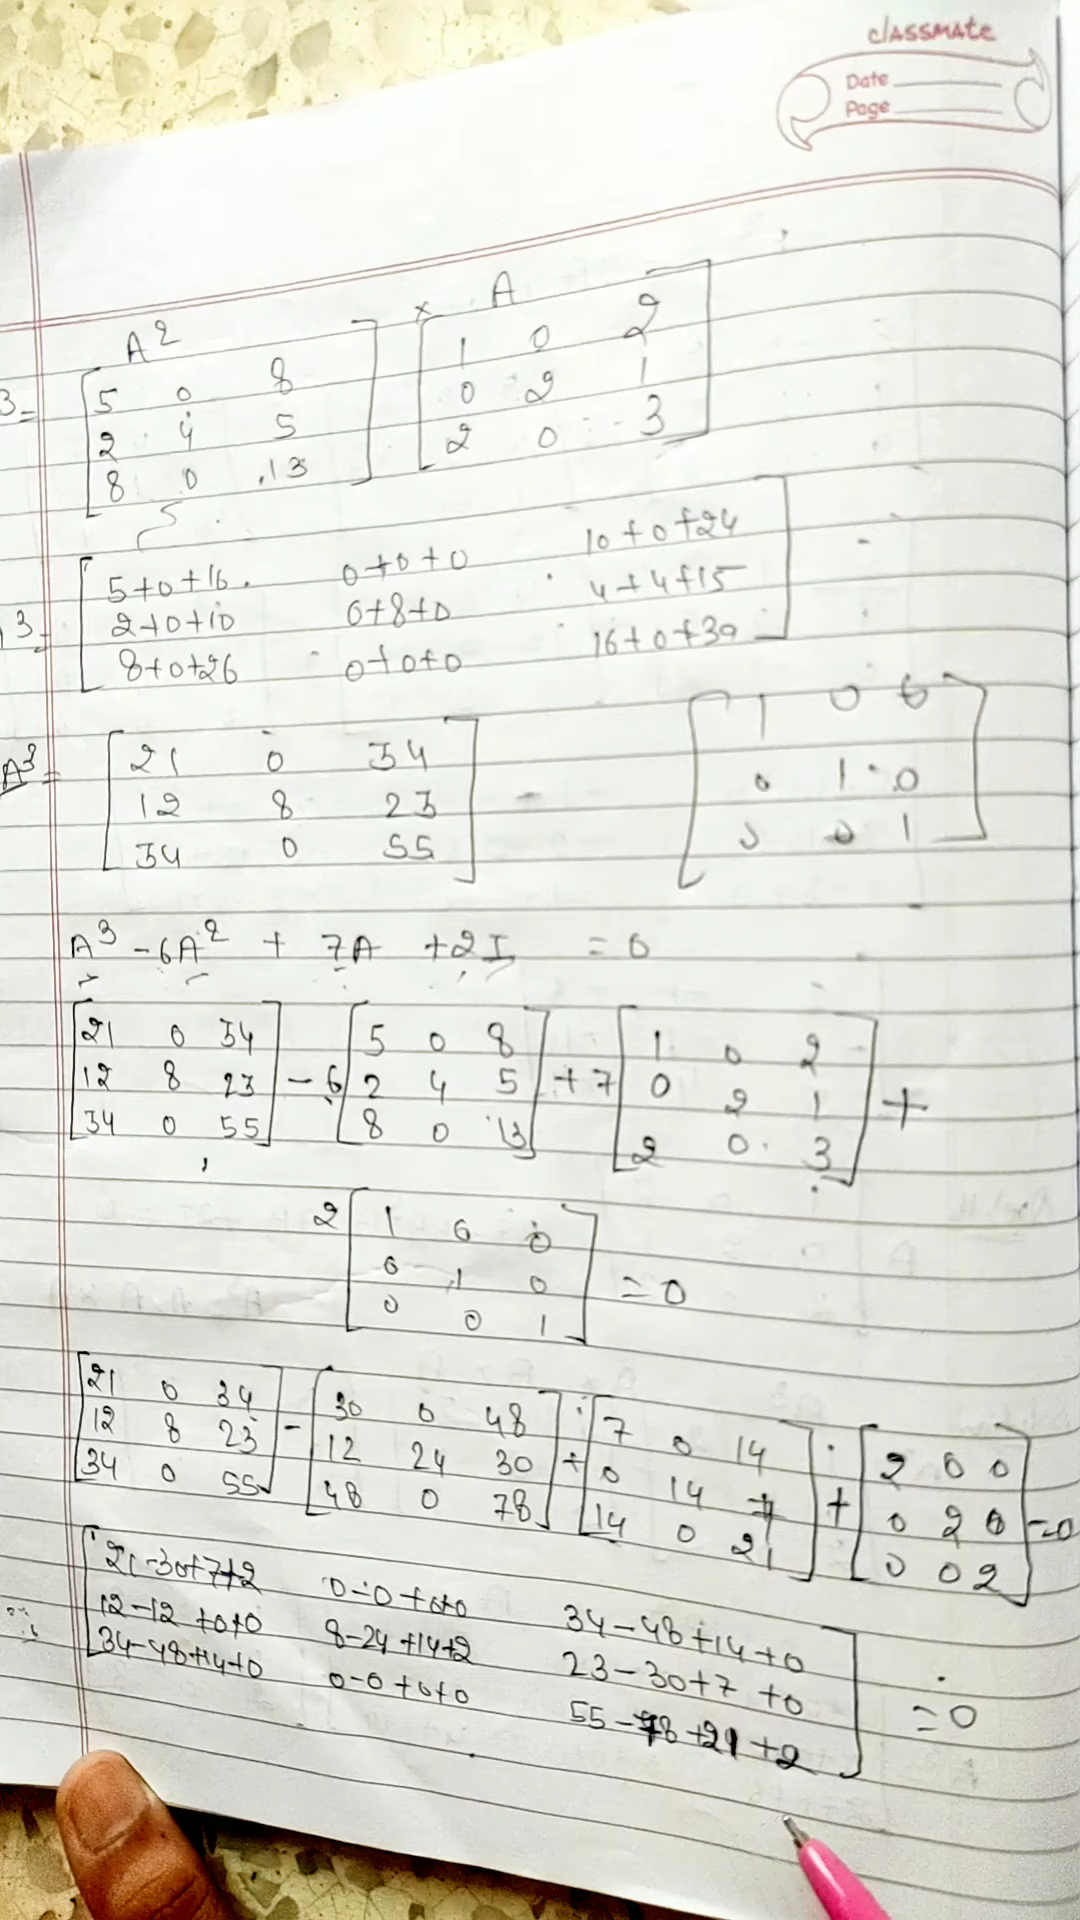 classmate
Date
Page
A² × A
3= [5 0 8 [1 0 2
2 4 5 0 2 1
8 0 13] 2 0 3]
3= [5+0+16 0+0+0 10+0+24
2+0+10 0+8+0 4+4+15
8+0+26 0+0+0 16+0+39]
A³= [21 0 34 [1 0 0
12 8 23 0 1 0
34 0 55] 0 0 1]
A³ -6A² + 7A +2I =0
[21 0 34 [5 0 8 [1 0 2
12 8 23] -6 2 4 5] +7 0 2 1] +
34 0 55 8 0 13 2 0 3
2 [1 0 0
0 1 0 =0
0 0 1]
[21 0 34 [30 0 48 [7 0 14 [2 0 0
12 8 23] - 12 24 30] + 0 14 7] + 0 2 0] =0
34 0 55 48 0 78 14 0 21 0 0 2
[21-30+7+2 0-0+0+0 34-48+14+0
12-12+0+0 8-24+14+2 23-30+7+0 =0
34-48+14+0 0-0+0+0 55-78+21+2]